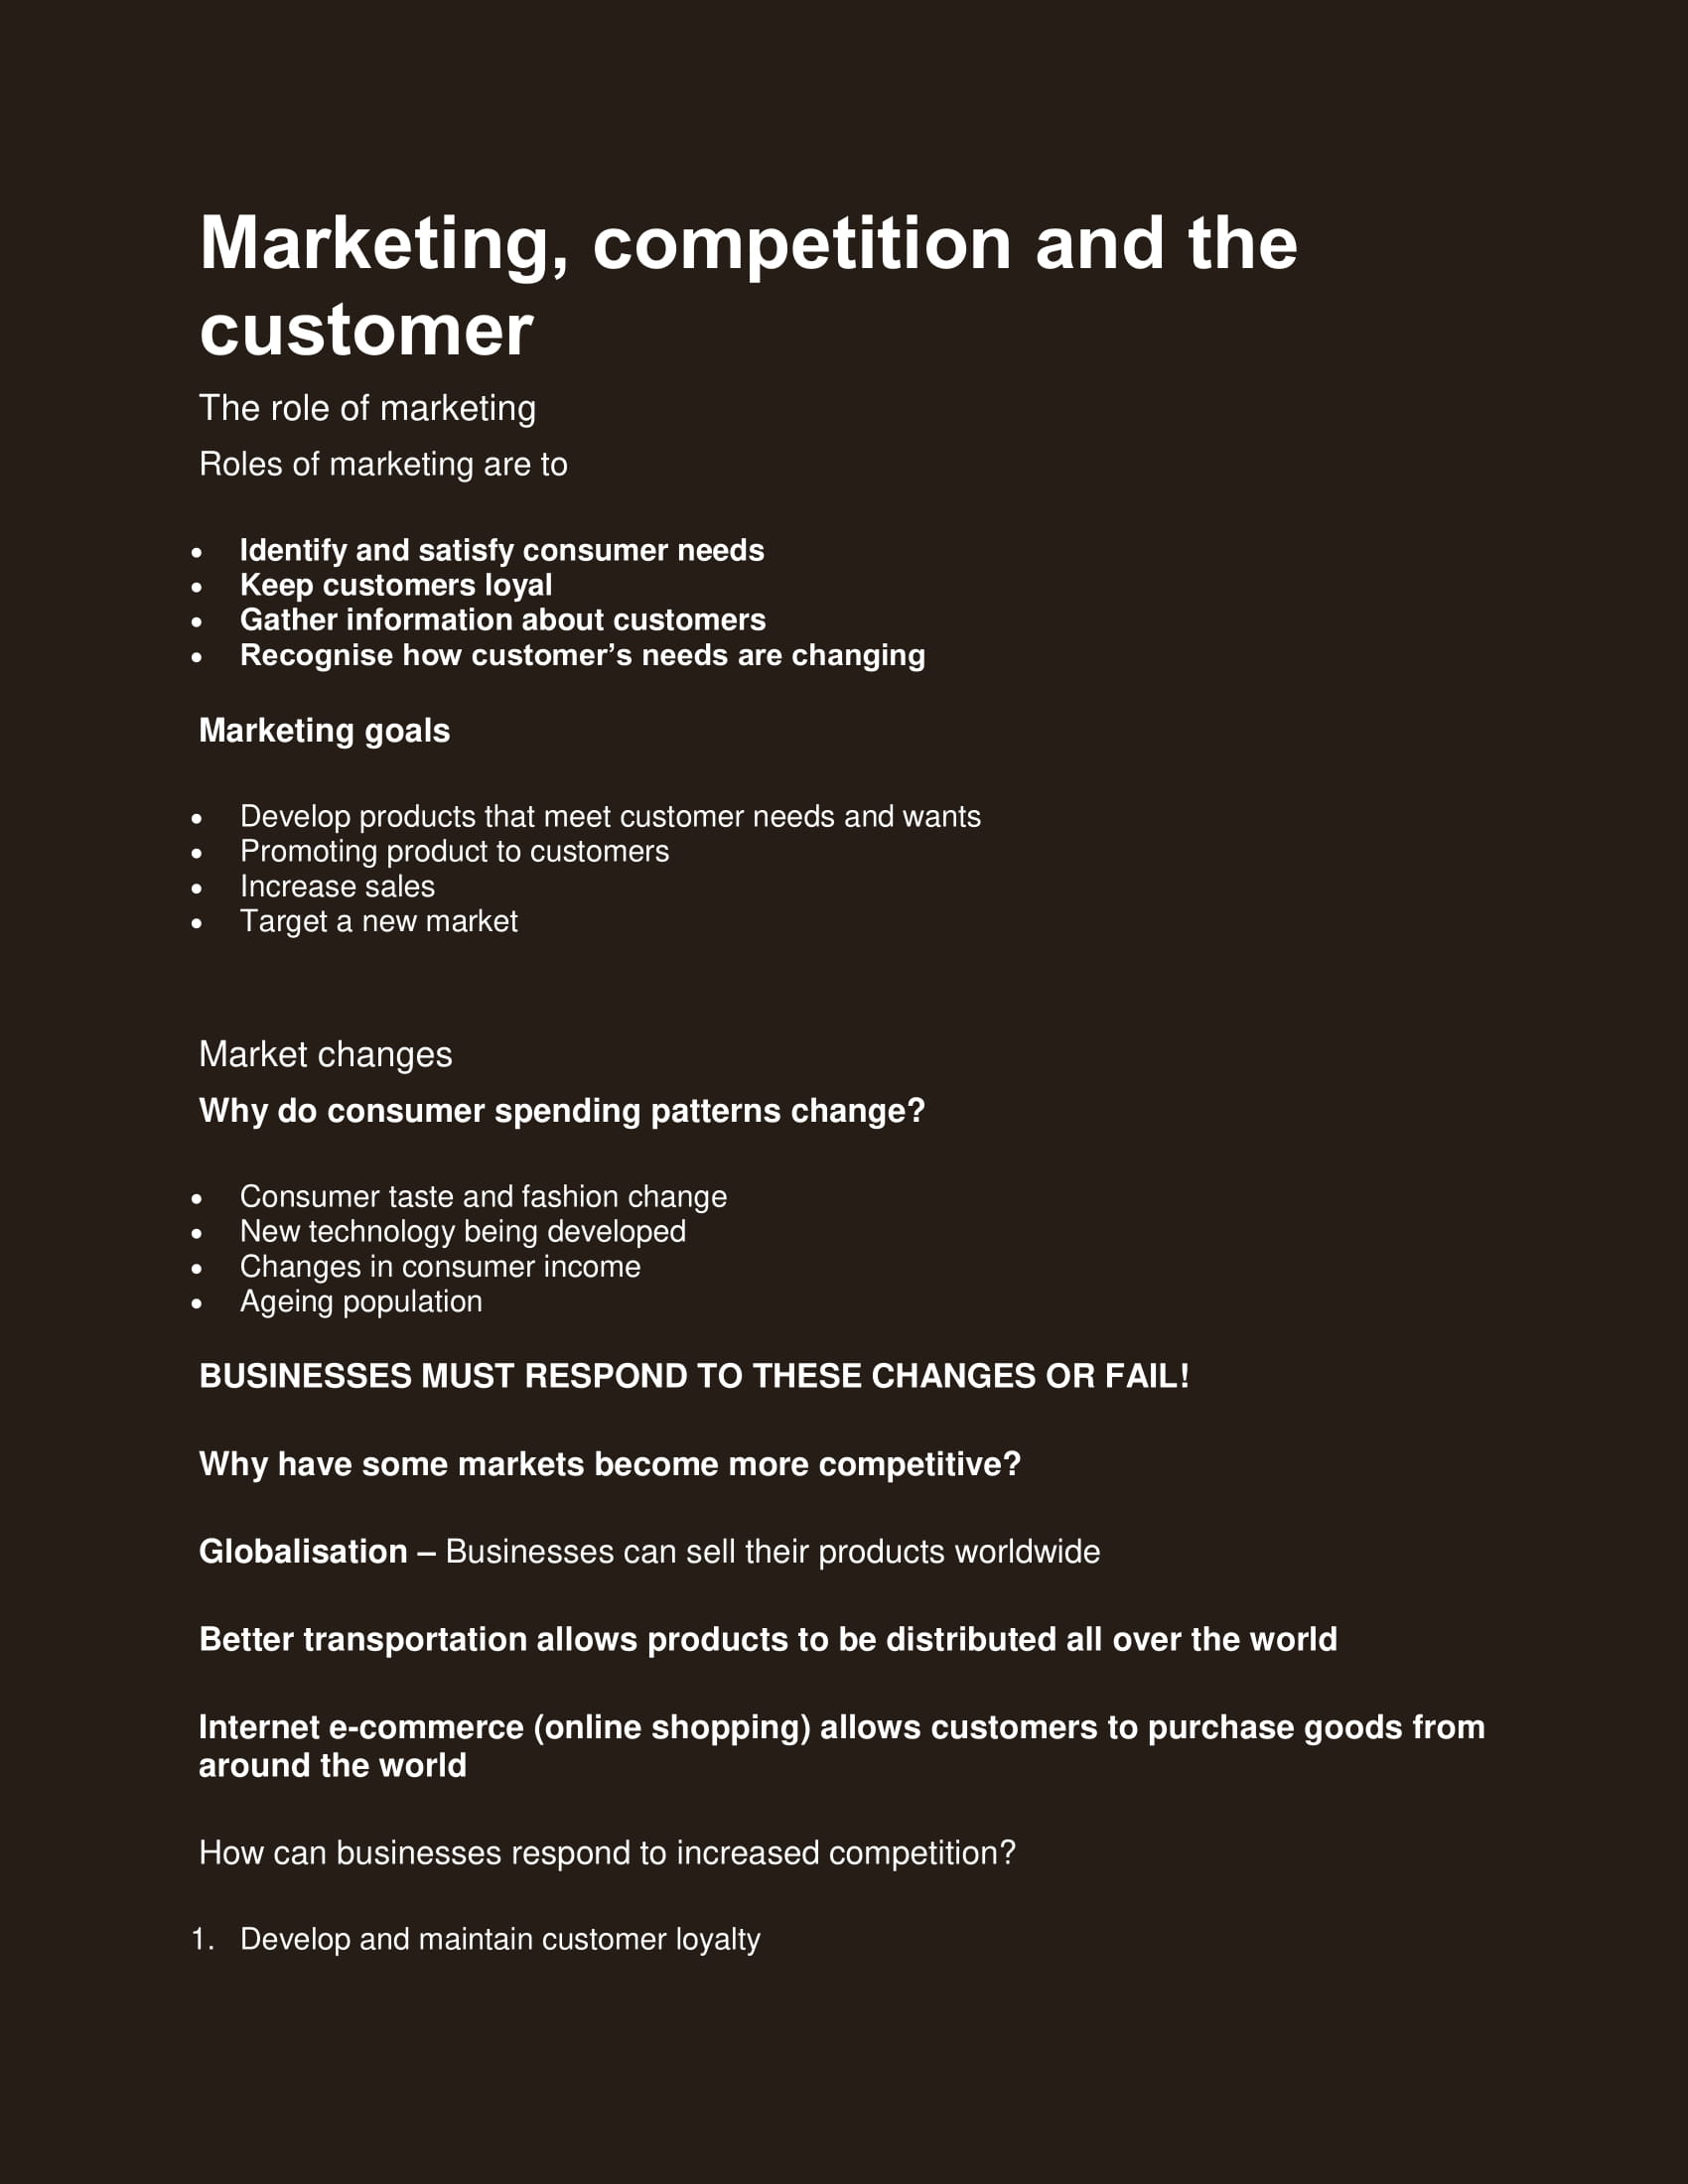 Marketing, competition and the
customer
The role of marketing
Roles of marketing are to
• Identify and satisfy consumer needs
• Keep customers loyal
• Gather information about customers
• Recognise how customer’s needs are changing
Marketing goals
• Develop products that meet customer needs and wants
• Promoting product to customers
• Increase sales
• Target a new market
Market changes
Why do consumer spending patterns change?
• Consumer taste and fashion change
• New technology being developed
• Changes in consumer income
• Ageing population
BUSINESSES MUST RESPOND TO THESE CHANGES OR FAIL!
Why have some markets become more competitive?
Globalisation – Businesses can sell their products worldwide
Better transportation allows products to be distributed all over the world
Internet e-commerce (online shopping) allows customers to purchase goods from
around the world
How can businesses respond to increased competition?
1. Develop and maintain customer loyalty